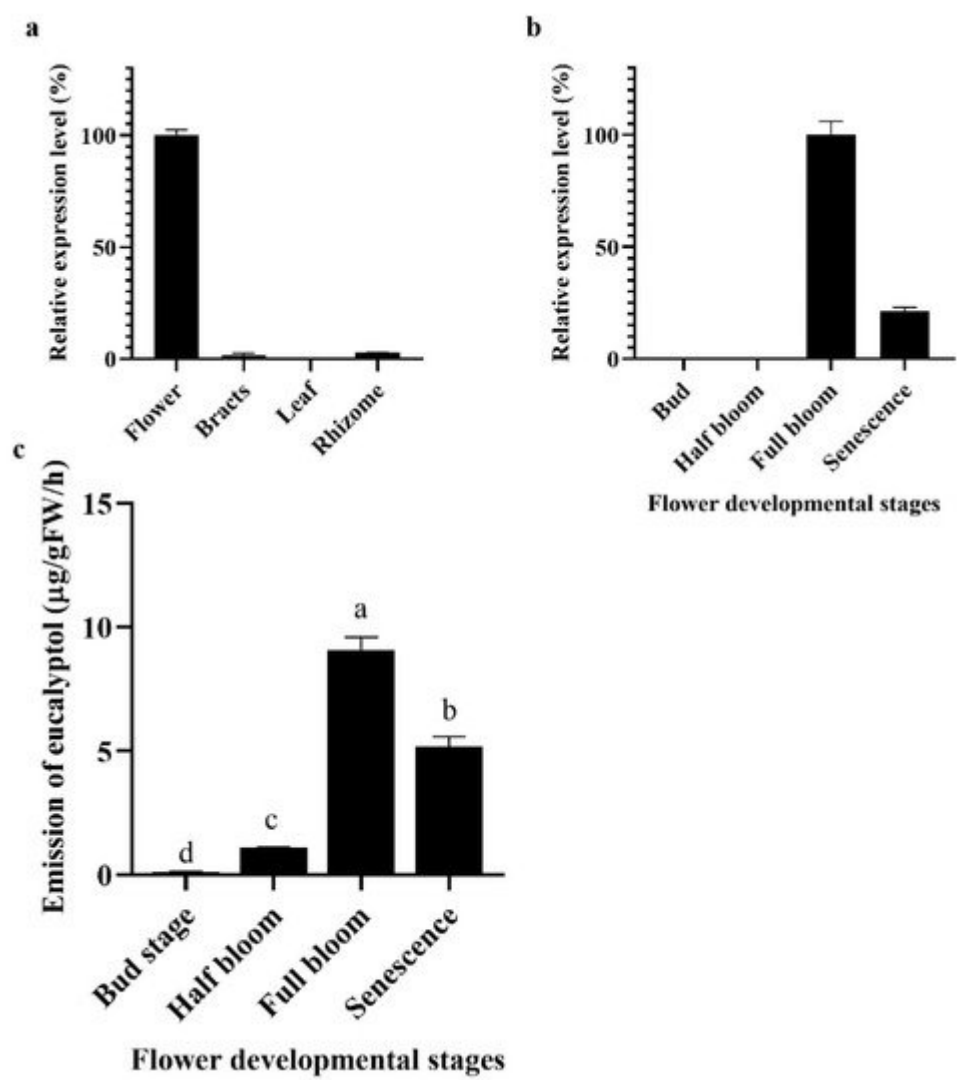 a
Relative expression level (%)
100
50
0
Flower
Bracts
Leaf
Rhizome
b
Relative expression level (%)
100
50
0
Bud
Half bloom
Full bloom
Senescence
Flower developmental stages
c
Emission of eucalyptol (µg/gFW/h)
15
10
5
0
d
c
a
b
Bud stage
Half bloom
Full bloom
Senescence
Flower developmental stages